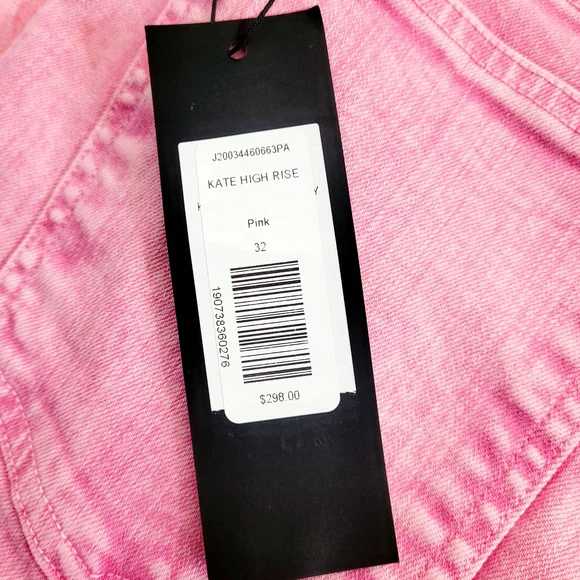 J20034460663PA
KATE HIGH RISE
Pink
32
190738360276
$298.00